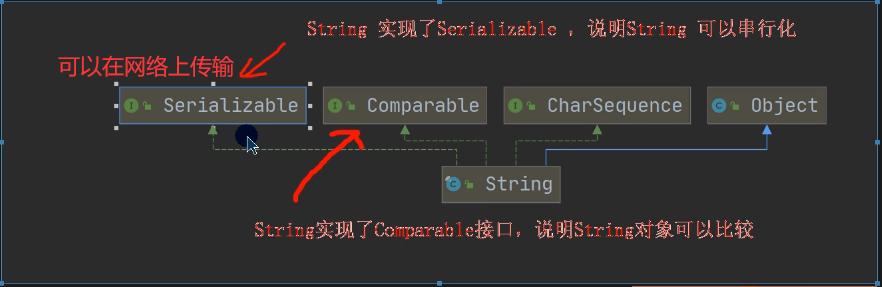 String 实现了Serializable ，说明String 可以串行化
可以在网络上传输
Serializable
Comparable
CharSequence
Object
String
String实现了Comparable接口，说明String对象可以比较